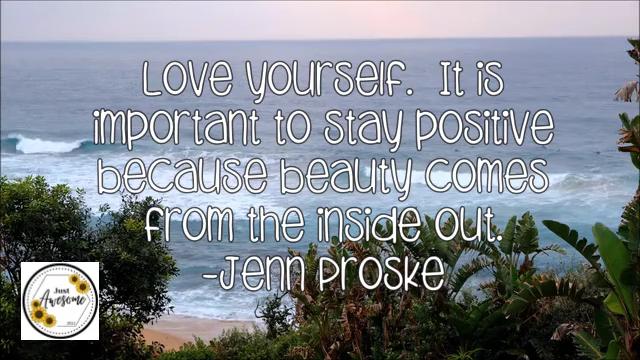 Love yourself. It is
important to stay positive
because beauty comes
from the inside out.
-Jenn Proske
Just
Awesome